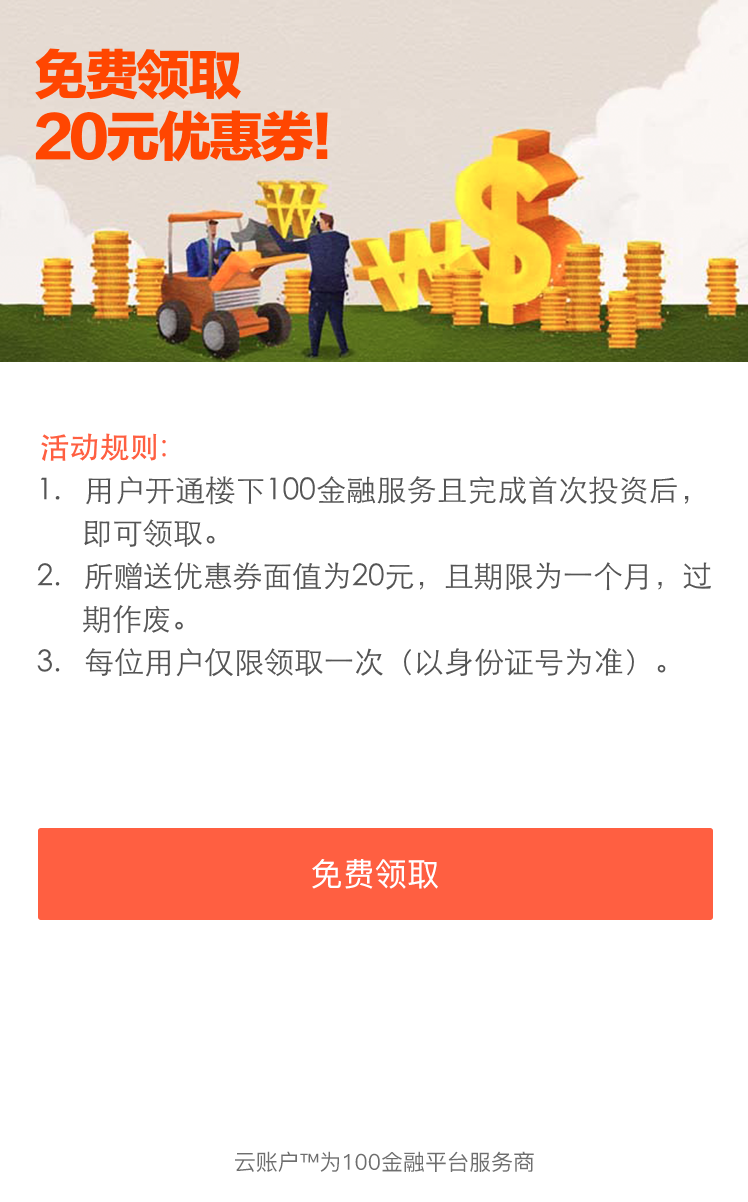 免费领取
20元优惠券!
活动规则:
1. 用户开通楼下100金融服务且完成首次投资后，
即可领取。
2. 所赠送优惠券面值为20元，且期限为一个月，过
期作废。
3. 每位用户仅限领取一次（以身份证号为准）。
免费领取
云账户™为100金融平台服务商